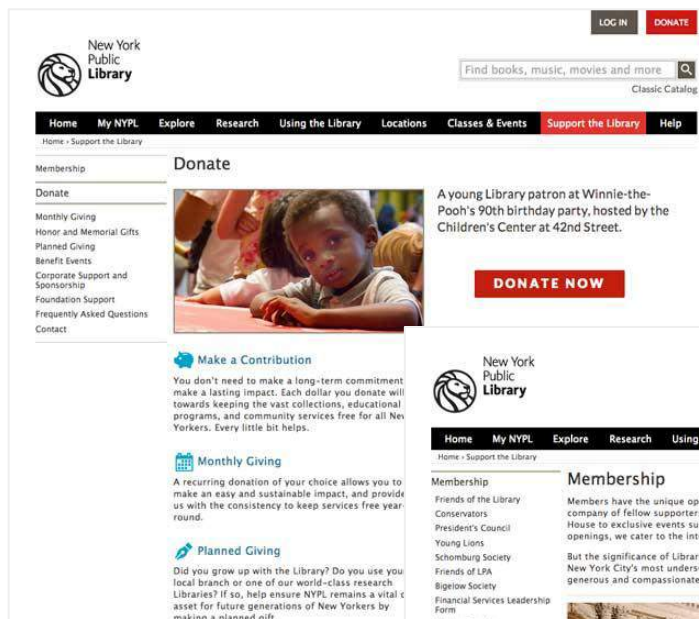 LOG IN
DONATE
New York
Public
Library
Find books, music, movies and more
Classic Catalog
Home My NYPL Explore Research Using the Library Locations Classes & Events Support the Library Help
Home › Support the Library
Membership
Donate
Monthly Giving
Honor and Memorial Gifts
Planned Giving
Benefit Events
Corporate Support and
Sponsorship
Foundation Support
Frequently Asked Questions
Contact
Donate
A young Library patron at Winnie-the-
Pooh's 90th birthday party, hosted by the
Children's Center at 42nd Street.
DONATE NOW
Make a Contribution
You don't need to make a long-term commitment
make a lasting impact. Each dollar you donate will
towards keeping the vast collections, educational
programs, and community services free for all New
Yorkers. Every little bit helps.
Monthly Giving
A recurring donation of your choice allows you to
make an easy and sustainable impact, and provide
us with the consistency to keep services free year
round.
Planned Giving
Did you grow up with the Library? Do you use you
local branch or one of our world-class research
Libraries? If so, help ensure NYPL remains a vital
asset for future generations of New Yorkers by
making a planned gift
New York
Public
Library
Home My NYPL Explore Research Using
Home › Support the Library
Membership
Friends of the Library
Conservators
President's Council
Young Lions
Schomburg Society
Friends of LPA
Bigelow Society
Financial Services Leadership
Form
Membership
Members have the unique op
company of fellow supporter
House to exclusive events su
openings, we cater to the int
But the significance of Librar
New York City's most unders
generous and compassionate